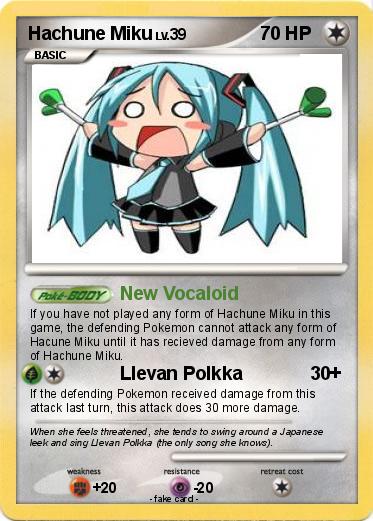 Hachune Miku LV.39 70 HP
BASIC
Poké-BODY New Vocaloid
If you have not played any form of Hachune Miku in this
game, the defending Pokemon cannot attack any form of
Hacune Miku until it has recieved damage from any form
of Hachune Miku.
Llevan Polkka 30+
If the defending Pokemon received damage from this
attack last turn, this attack does 30 more damage.
When she feels threatened, she tends to swing around a Japanese
leek and sing Llevan Polkka (the only song she knows).
weakness resistance retreat cost
+20 -20
- fake card -